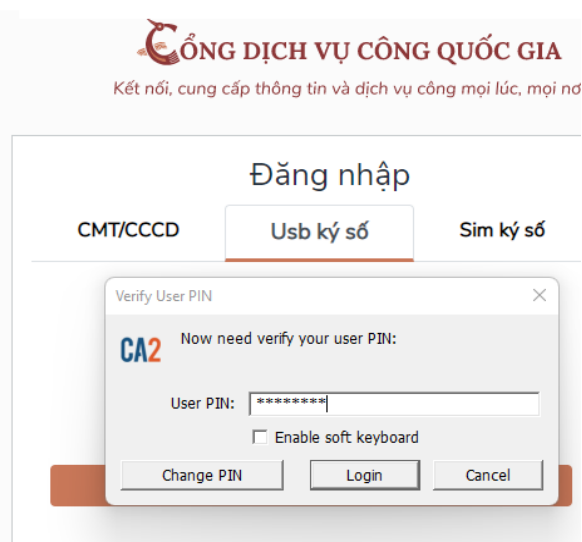 CỔNG DỊCH VỤ CÔNG QUỐC GIA
Kết nối, cung cấp thông tin và dịch vụ công mọi lúc, mọi nơ
Đăng nhập
CMT/CCCD Usb ký số Sim ký số
Verify User PIN
CA2 Now need verify your user PIN:
User PIN: ********
Enable soft keyboard
Change PIN Login Cancel